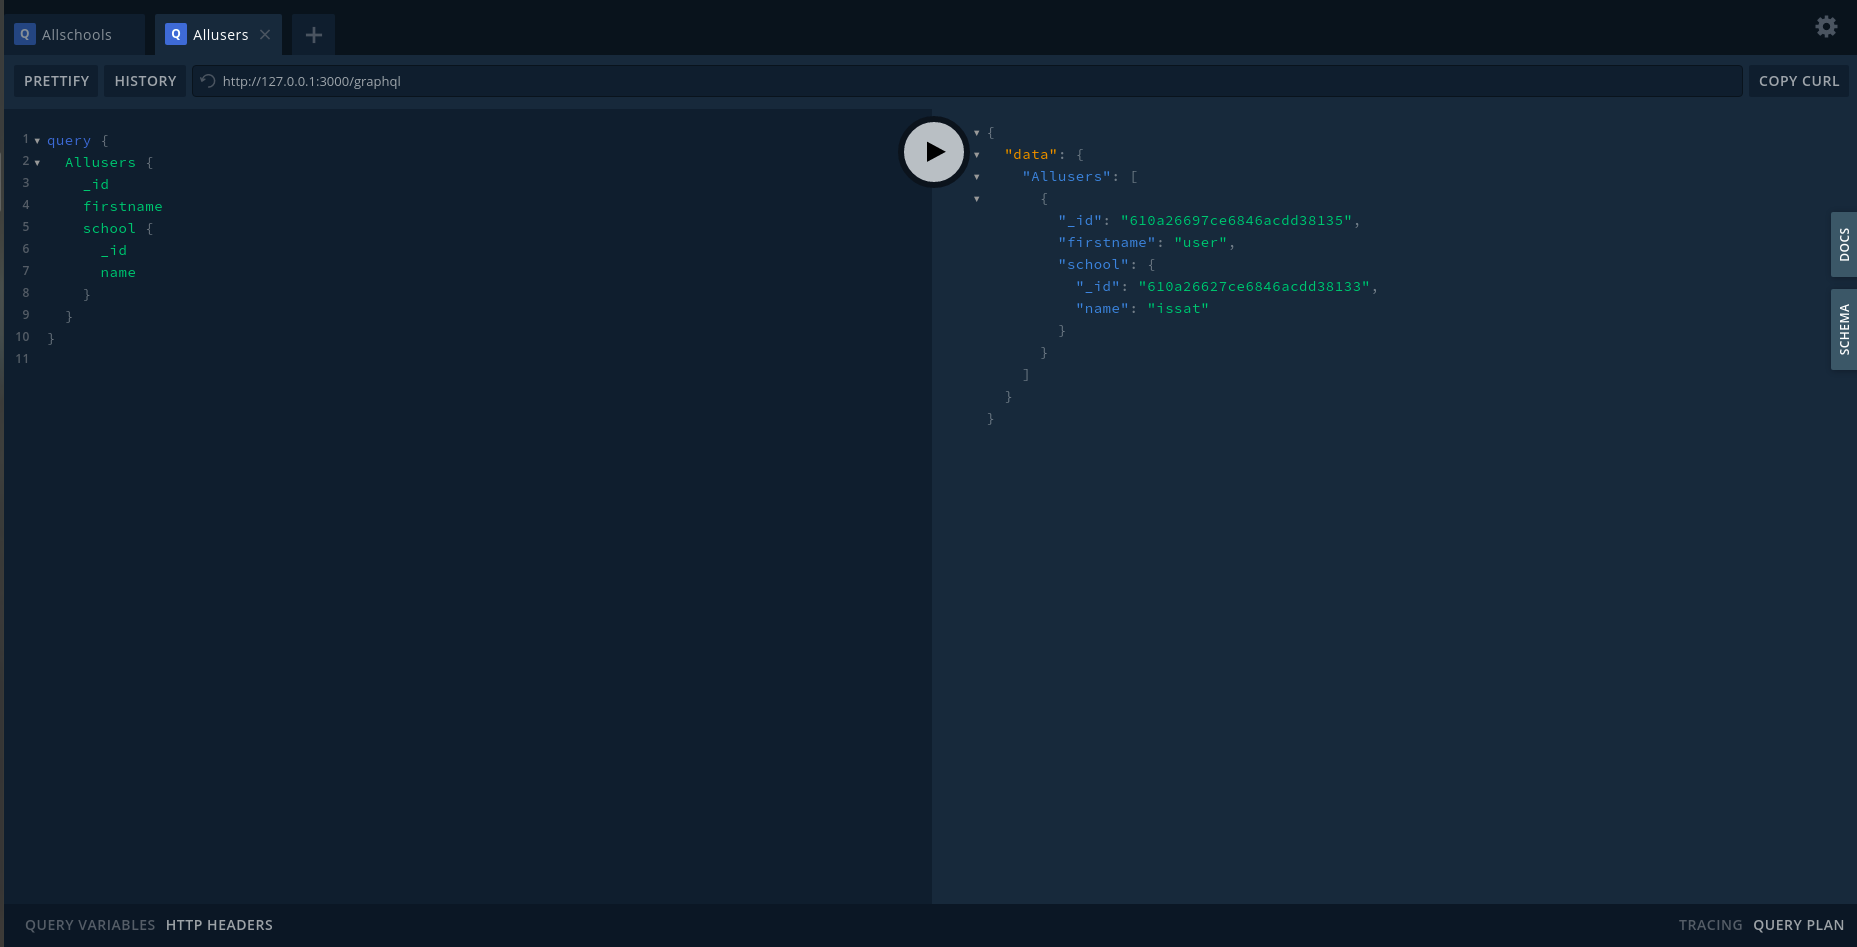 Q Allschools
Q Allusers
PRETTIFY HISTORY http://127.0.0.1:3000/graphql COPY CURL
1 query {
2 Allusers {
3 _id
4 firstname
5 school {
6 _id
7 name
8 }
9 }
10 }
11
{
"data": {
"Allusers": [
{
"_id": "610a26697ce6846acdd38135",
"firstname": "user",
"school": {
"_id": "610a26627ce6846acdd38133",
"name": "issat"
}
}
]
}
}
DOCS
SCHEMA
QUERY VARIABLES HTTP HEADERS
TRACING QUERY PLAN